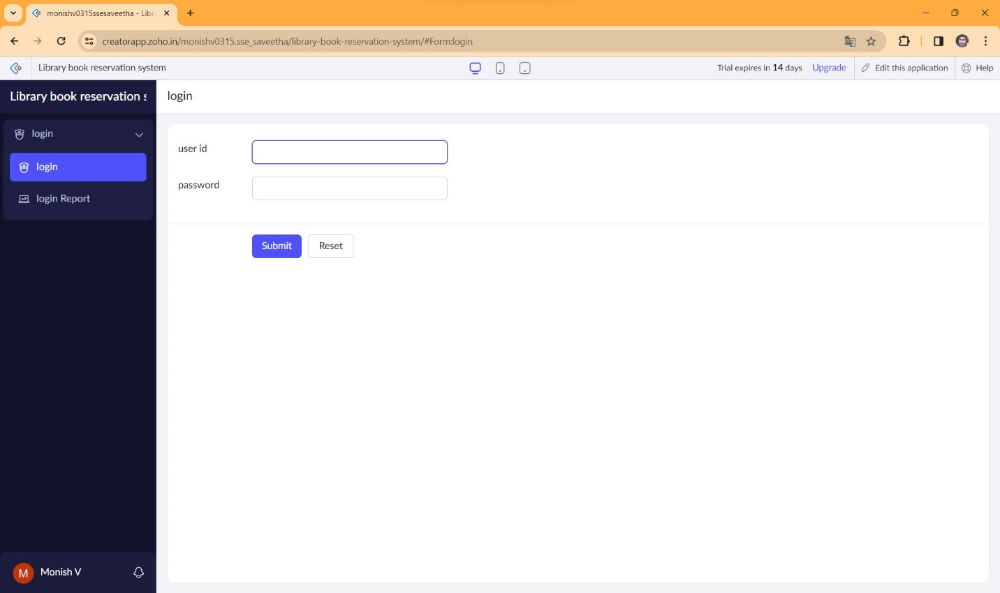 monishv0315ssesaveetha - Libr
creatorapp.zoho.in/monishv0315.sse_saveetha/library-book-reservation-system/#Form:login
Library book reservation system
Trial expires in 14 days Upgrade Edit this application Help
Library book reservation s
login
login
login
login Report
user id
password
Submit Reset
M Monish V